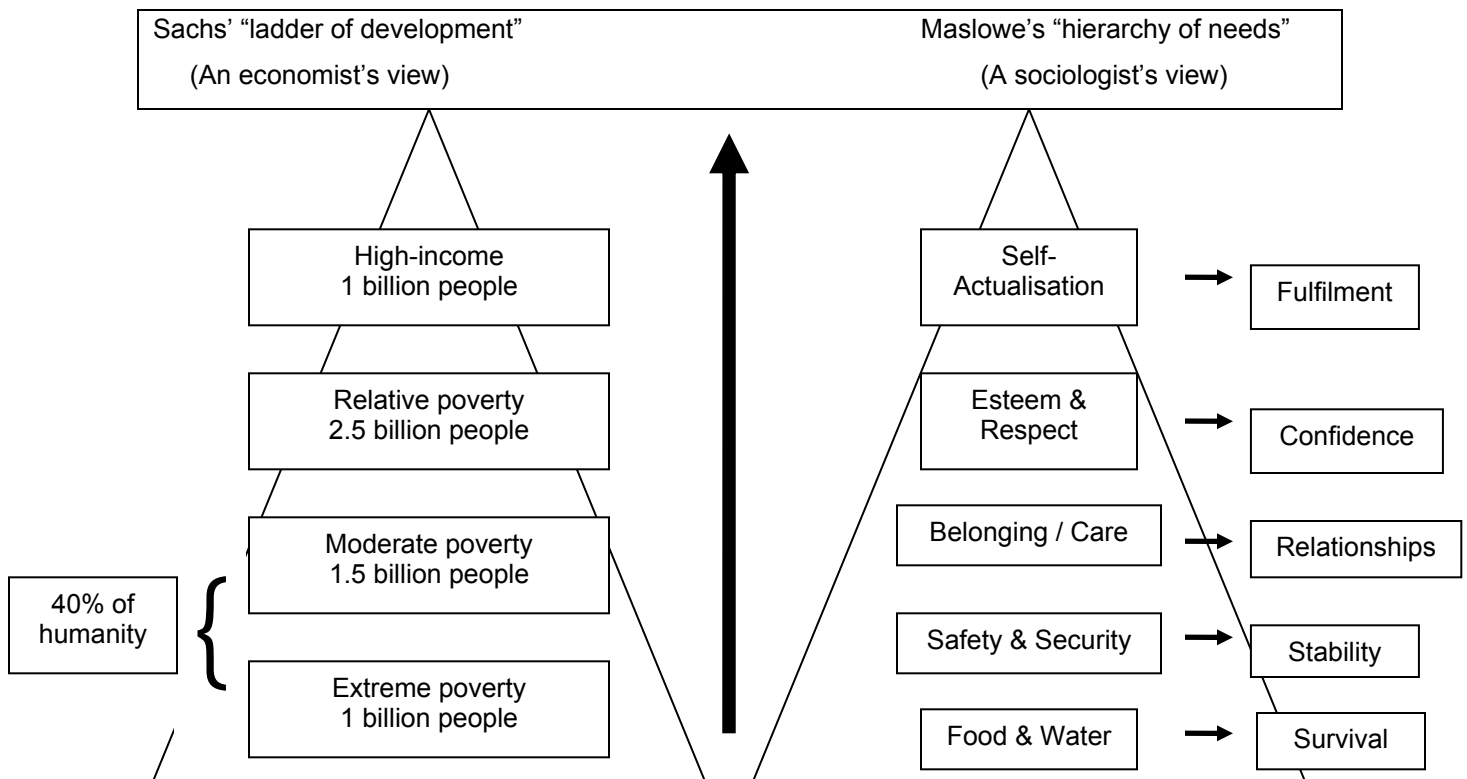 Sachs’ “ladder of development”
(An economist’s view)
Maslowe’s “hierarchy of needs”
(A sociologist’s view)
High-income
1 billion people
Relative poverty
2.5 billion people
Moderate poverty
1.5 billion people
40% of
humanity
{
Extreme poverty
1 billion people
Self-
Actualisation
Fulfilment
Esteem &
Respect
Confidence
Belonging / Care
Relationships
Safety & Security
Stability
Food & Water
Survival